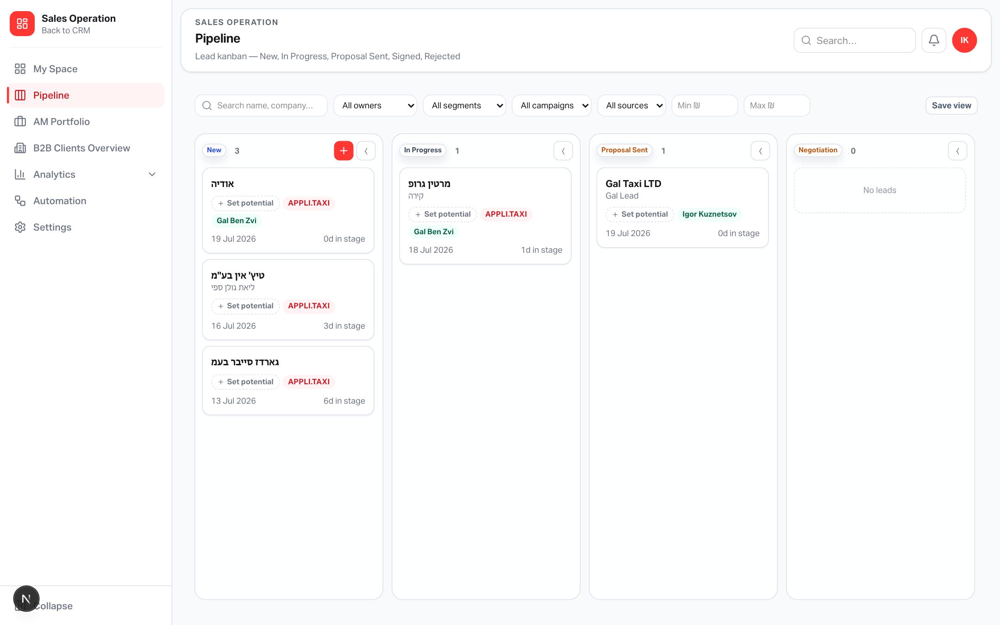 Sales Operation
Back to CRM
My Space
Pipeline
AM Portfolio
B2B Clients Overview
Analytics
Automation
Settings
N
Collapse
SALES OPERATION
Pipeline
Lead kanban — New, In Progress, Proposal Sent, Signed, Rejected
Search...
IK
Search name, company...
All owners
All segments
All campaigns
All sources
Min ₪
Max ₪
Save view
New 3
אודיה
+ Set potential APPLI.TAXI
Gal Ben Zvi
19 Jul 2026 0d in stage
טיץ' אין בע"מ
ליאת גולן ספי
+ Set potential APPLI.TAXI
16 Jul 2026 3d in stage
גארדז סייבר בעמ
+ Set potential APPLI.TAXI
13 Jul 2026 6d in stage
In Progress 1
מרטין גרופ
קירה
+ Set potential APPLI.TAXI
Gal Ben Zvi
18 Jul 2026 1d in stage
Proposal Sent 1
Gal Taxi LTD
Gal Lead
+ Set potential Igor Kuznetsov
19 Jul 2026 0d in stage
Negotiation 0
No leads